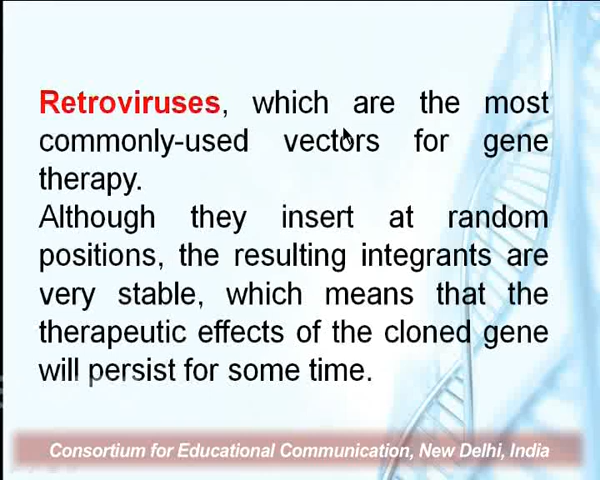 Retroviruses, which are the most
commonly-used vectors for gene
therapy.
Although they insert at random
positions, the resulting integrants are
very stable, which means that the
therapeutic effects of the cloned gene
will persist for some time.
Consortium for Educational Communication, New Delhi, India